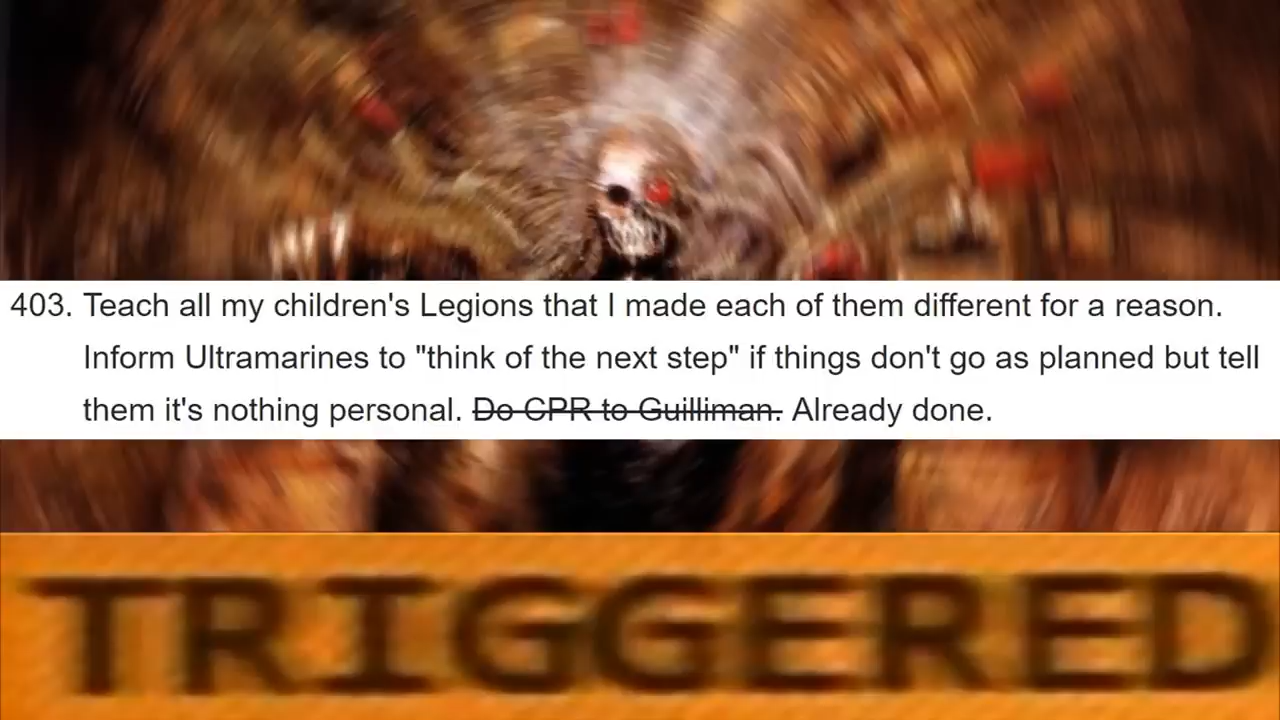 403. Teach all my children's Legions that I made each of them different for a reason.
Inform Ultramarines to "think of the next step" if things don't go as planned but tell
them it's nothing personal. Do CPR to Guilliman. Already done.
TRIGGERED